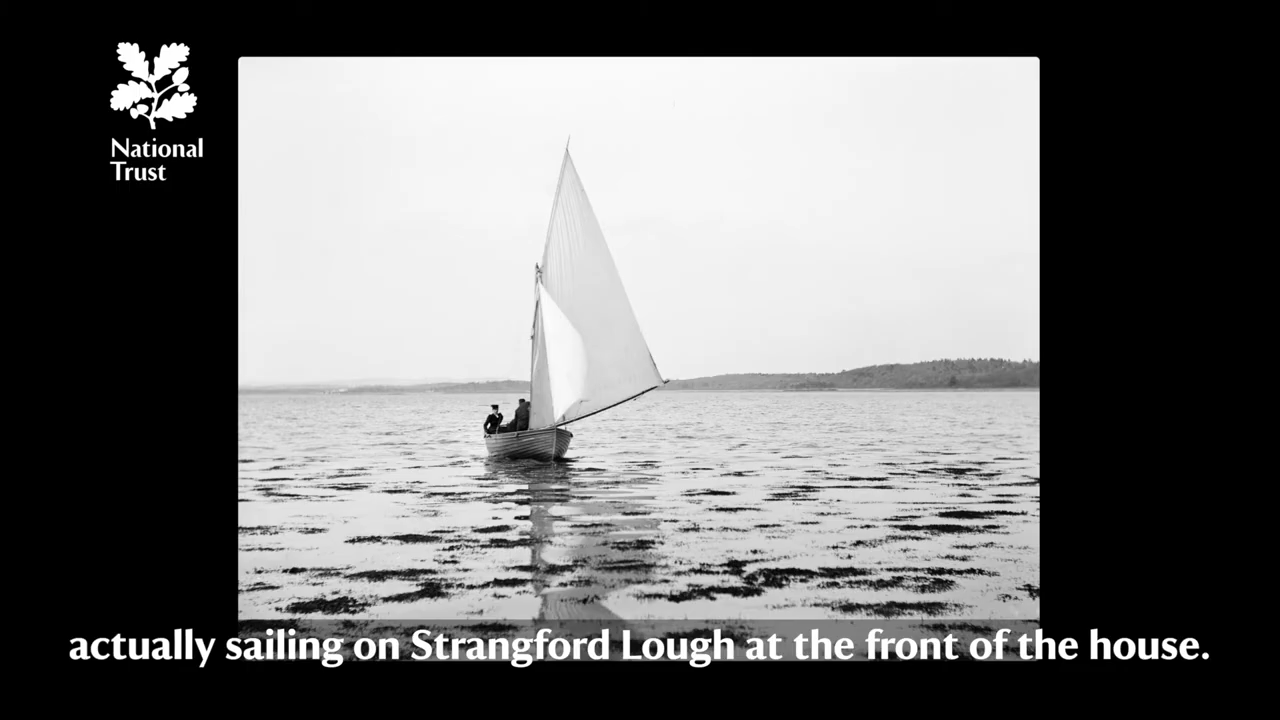 National
Trust
actually sailing on Strangford Lough at the front of the house.